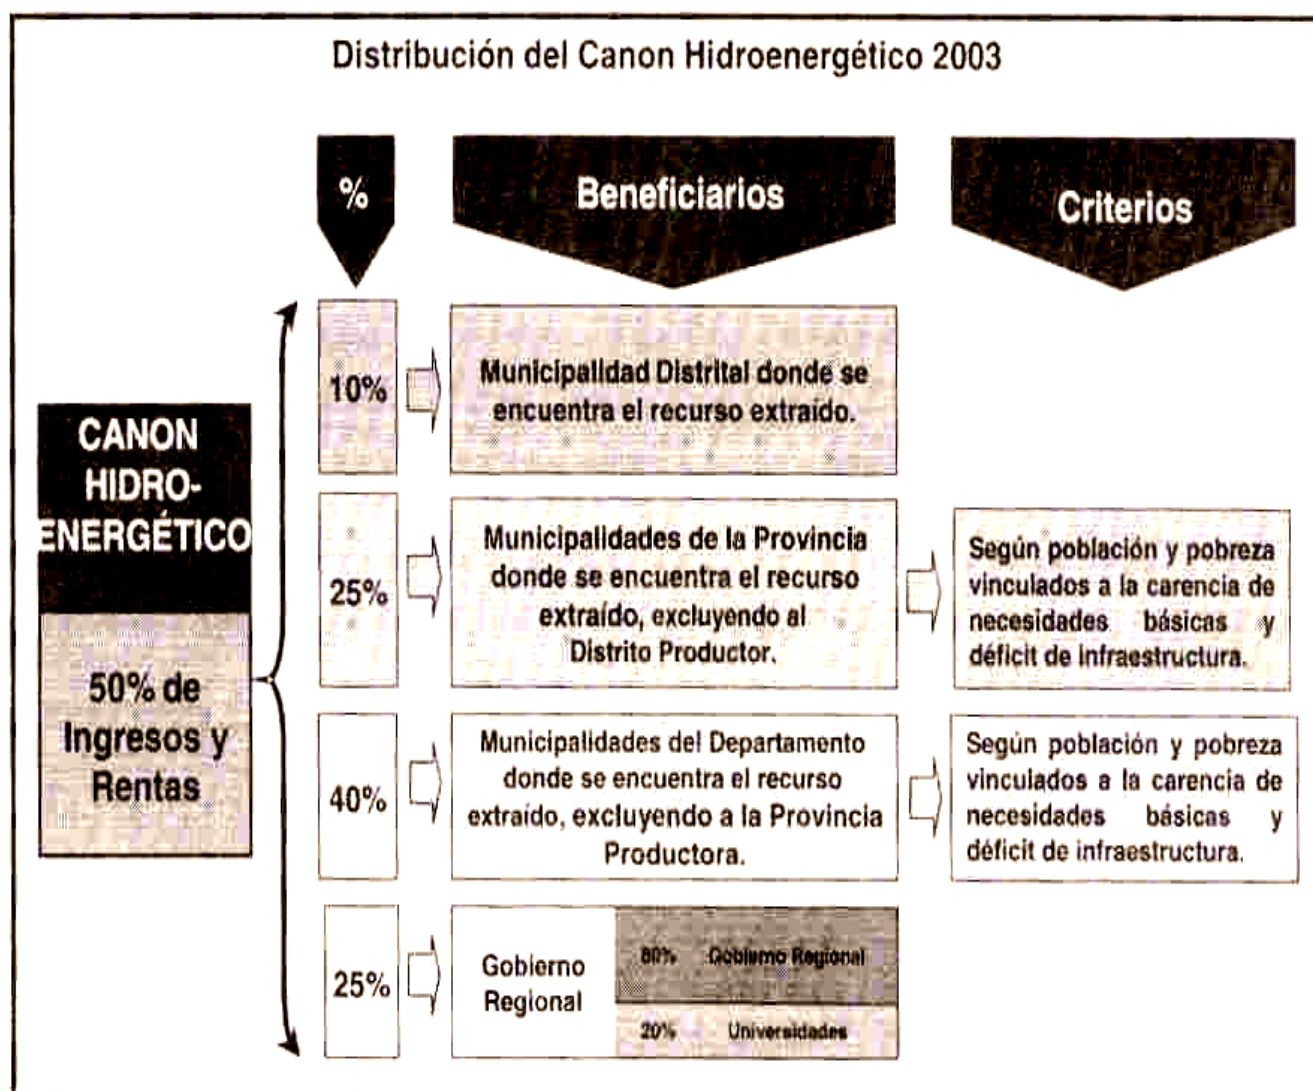 Distribución del Canon Hidroenergético 2003
%
Beneficiarios
Criterios
CANON
HIDRO-
ENERGÉTICO
50% de
Ingresos y
Rentas
10%
Municipalidad Distrital donde se
encuentra el recurso extraído.
25%
Municipalidades de la Provincia
donde se encuentra el recurso
extraído, excluyendo al
Distrito Productor.
Según población y pobreza
vinculados a la carencia de
necesidades básicas y
déficit de infraestructura.
40%
Municipalidades del Departamento
donde se encuentra el recurso
extraído, excluyendo a la Provincia
Productora.
Según población y pobreza
vinculados a la carencia de
necesidades básicas y
déficit de infraestructura.
25%
Gobierno
Regional
80% Gobierno Regional
20% Universidades